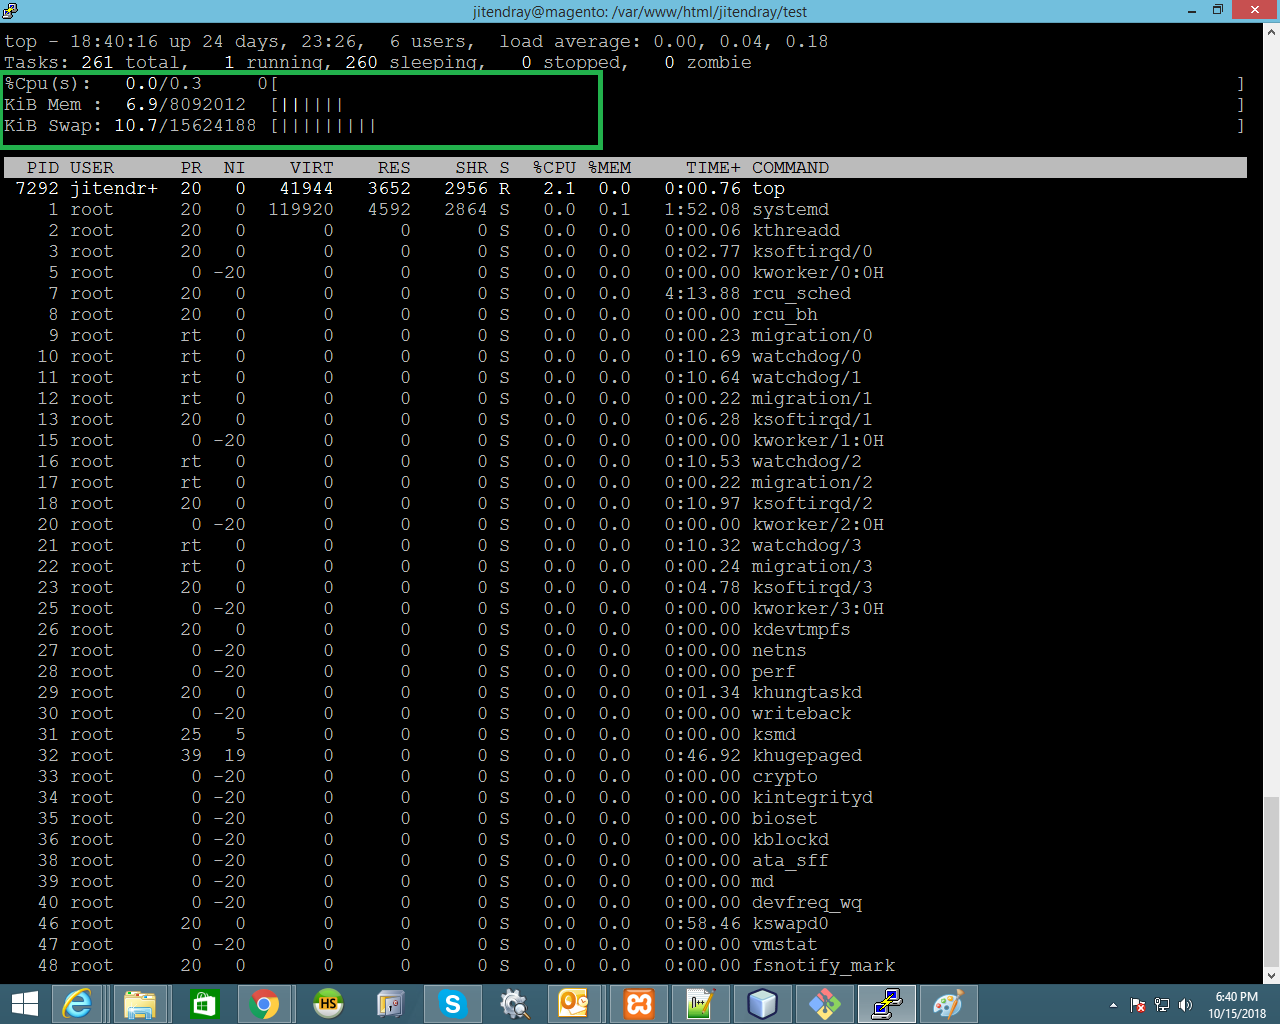 jitendray@magento: /var/www/html/jitendray/test
top - 18:40:16 up 24 days, 23:26,  6 users,  load average: 0.00, 0.04, 0.18
Tasks: 261 total,   1 running, 260 sleeping,   0 stopped,   0 zombie
%Cpu(s):   0.0/0.3     0[ ]
KiB Mem :  6.9/8092012  [|||||| ]
KiB Swap: 10.7/15624188 [||||||||| ]
PID USER      PR  NI    VIRT    RES    SHR S  %CPU %MEM     TIME+ COMMAND
7292 jitendr+  20   0   41944   3652   2956 R   2.1  0.0   0:00.76 top
1 root      20   0  119920   4592   2864 S   0.0  0.1   1:52.08 systemd
2 root      20   0       0      0      0 S   0.0  0.0   0:00.06 kthreadd
3 root      20   0       0      0      0 S   0.0  0.0   0:02.77 ksoftirqd/0
5 root       0 -20       0      0      0 S   0.0  0.0   0:00.00 kworker/0:0H
7 root      20   0       0      0      0 S   0.0  0.0   4:13.88 rcu_sched
8 root      20   0       0      0      0 S   0.0  0.0   0:00.00 rcu_bh
9 root      rt   0       0      0      0 S   0.0  0.0   0:00.23 migration/0
10 root      rt   0       0      0      0 S   0.0  0.0   0:10.69 watchdog/0
11 root      rt   0       0      0      0 S   0.0  0.0   0:10.64 watchdog/1
12 root      rt   0       0      0      0 S   0.0  0.0   0:00.22 migration/1
13 root      20   0       0      0      0 S   0.0  0.0   0:06.28 ksoftirqd/1
15 root       0 -20       0      0      0 S   0.0  0.0   0:00.00 kworker/1:0H
16 root      rt   0       0      0      0 S   0.0  0.0   0:10.53 watchdog/2
17 root      rt   0       0      0      0 S   0.0  0.0   0:00.22 migration/2
18 root      20   0       0      0      0 S   0.0  0.0   0:10.97 ksoftirqd/2
20 root       0 -20       0      0      0 S   0.0  0.0   0:00.00 kworker/2:0H
21 root      rt   0       0      0      0 S   0.0  0.0   0:10.32 watchdog/3
22 root      rt   0       0      0      0 S   0.0  0.0   0:00.24 migration/3
23 root      20   0       0      0      0 S   0.0  0.0   0:04.78 ksoftirqd/3
25 root       0 -20       0      0      0 S   0.0  0.0   0:00.00 kworker/3:0H
26 root      20   0       0      0      0 S   0.0  0.0   0:00.00 kdevtmpfs
27 root       0 -20       0      0      0 S   0.0  0.0   0:00.00 netns
28 root       0 -20       0      0      0 S   0.0  0.0   0:00.00 perf
29 root      20   0       0      0      0 S   0.0  0.0   0:01.34 khungtaskd
30 root       0 -20       0      0      0 S   0.0  0.0   0:00.00 writeback
31 root      25   5       0      0      0 S   0.0  0.0   0:00.00 ksmd
32 root      39  19       0      0      0 S   0.0  0.0   0:46.92 khugepaged
33 root       0 -20       0      0      0 S   0.0  0.0   0:00.00 crypto
34 root       0 -20       0      0      0 S   0.0  0.0   0:00.00 kintegrityd
35 root       0 -20       0      0      0 S   0.0  0.0   0:00.00 bioset
36 root       0 -20       0      0      0 S   0.0  0.0   0:00.00 kblockd
38 root       0 -20       0      0      0 S   0.0  0.0   0:00.00 ata_sff
39 root       0 -20       0      0      0 S   0.0  0.0   0:00.00 md
40 root       0 -20       0      0      0 S   0.0  0.0   0:00.00 devfreq_wq
46 root      20   0       0      0      0 S   0.0  0.0   0:58.46 kswapd0
47 root       0 -20       0      0      0 S   0.0  0.0   0:00.00 vmstat
48 root      20   0       0      0      0 S   0.0  0.0   0:00.00 fsnotify_mark
HS
6:40 PM
10/15/2018